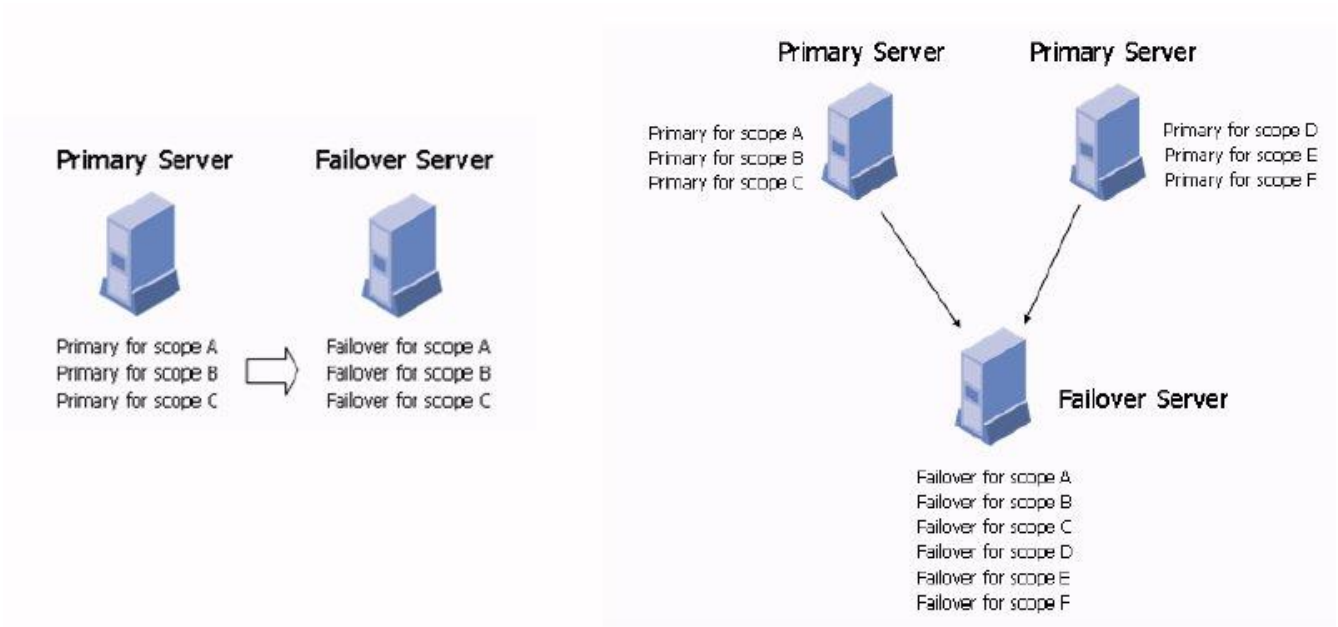 Primary Server
Failover Server
Primary for scope A
Primary for scope B
Primary for scope C
Failover for scope A
Failover for scope B
Failover for scope C
Primary Server
Primary Server
Primary for scope A
Primary for scope B
Primary for scope C
Primary for scope D
Primary for scope E
Primary for scope F
Failover Server
Failover for scope A
Failover for scope B
Failover for scope C
Failover for scope D
Failover for scope E
Failover for scope F